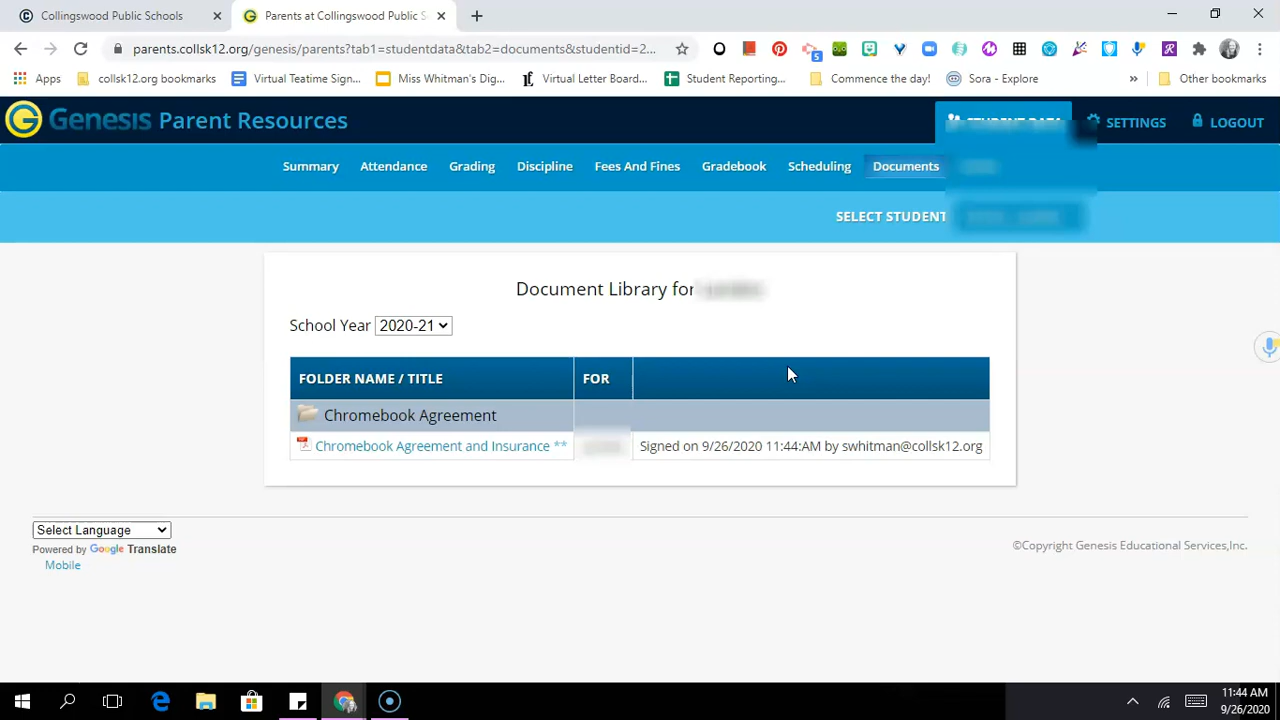 Collingswood Public Schools
Parents at Collingswood Public S
parents.collsk12.org/genesis/parents?tab1=studentdata&tab2=documents&studentid=2...
Apps collsk12.org bookmarks Virtual Teatime Sign... Miss Whitman's Dig... Virtual Letter Board... Student Reporting... Commence the day! Sora - Explore » Other bookmarks
Genesis Parent Resources
STUDENT DATA SETTINGS LOGOUT
Summary Attendance Grading Discipline Fees And Fines Gradebook Scheduling Documents
SELECT STUDENT
Document Library for
School Year 2020-21
FOLDER NAME / TITLE FOR
Chromebook Agreement
Chromebook Agreement and Insurance ** Signed on 9/26/2020 11:44:AM by swhitman@collsk12.org
Select Language
Powered by Google Translate
©Copyright Genesis Educational Services,Inc.
Mobile
11:44 AM
9/26/2020